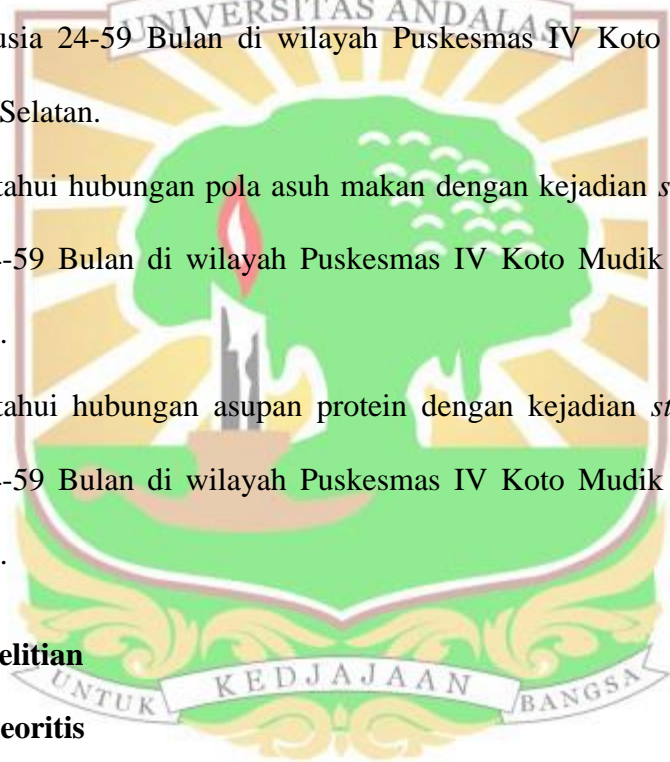 UNIVERSITAS ANDALAS
usia 24-59 Bulan di wilayah Puskesmas IV Koto
Selatan.
tahui hubungan pola asuh makan dengan kejadian s
-59 Bulan di wilayah Puskesmas IV Koto Mudik
.
tahui hubungan asupan protein dengan kejadian st
-59 Bulan di wilayah Puskesmas IV Koto Mudik
.
elitian
UNTUK KEDJAJAAN BANGSA
eoritis